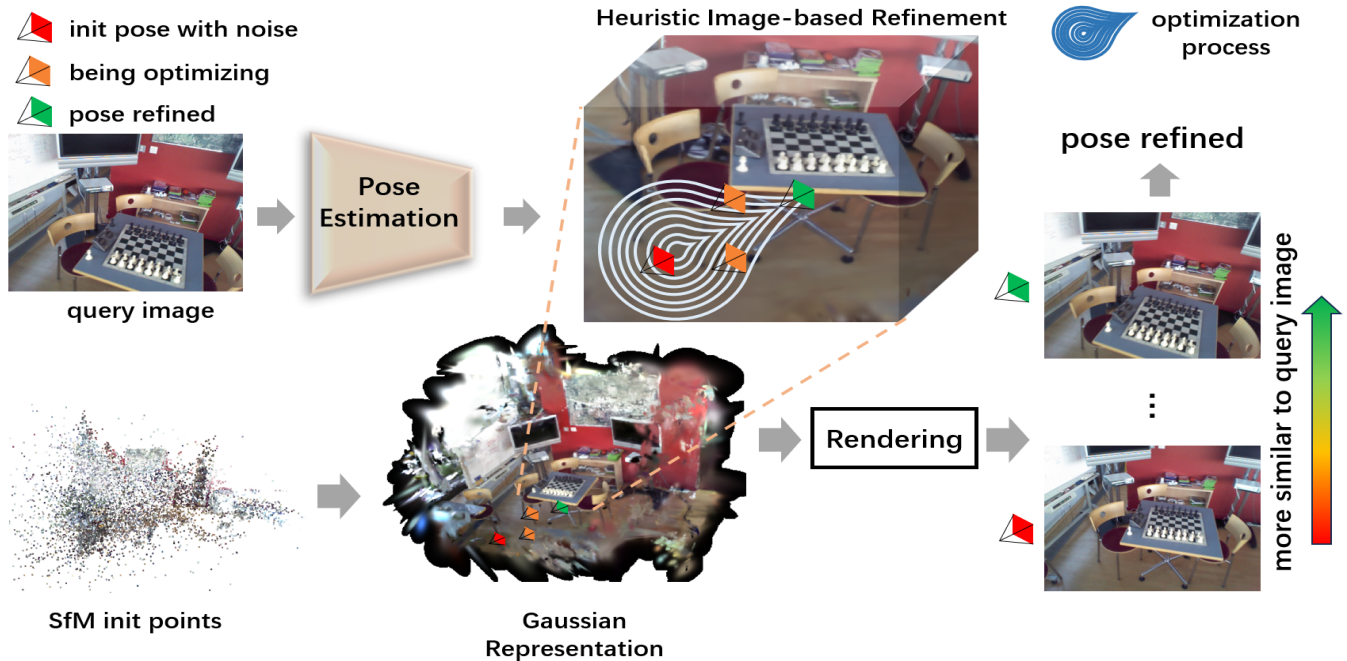 init pose with noise
being optimizing
pose refined
Heuristic Image-based Refinement
optimization
process
Pose
Estimation
query image
pose refined
more similar to query image
...
Rendering
SfM init points
Gaussian
Representation